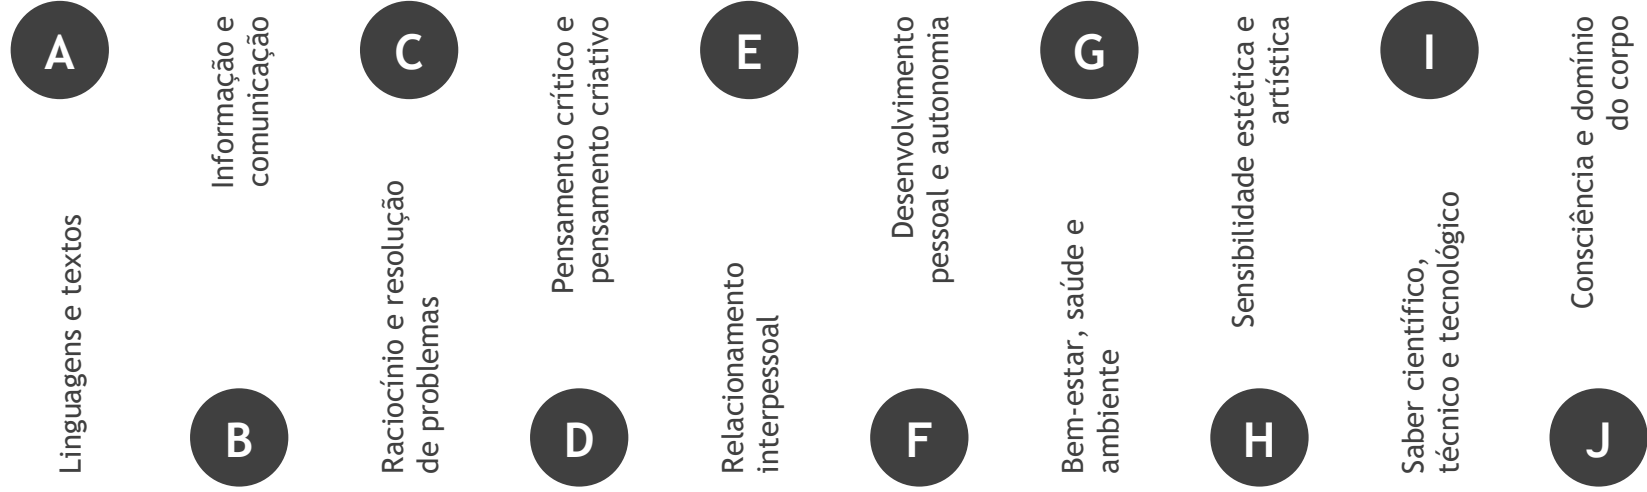 A
Linguagens e textos
Informação e
comunicação
B
C
Raciocínio e resolução
de problemas
Pensamento crítico e
pensamento criativo
D
E
Relacionamento
interpessoal
Desenvolvimento
pessoal e autonomia
F
G
Bem-estar, saúde e
ambiente
Sensibilidade estética e
artística
H
I
Saber científico,
técnico e tecnológico
Consciência e domínio
do corpo
J